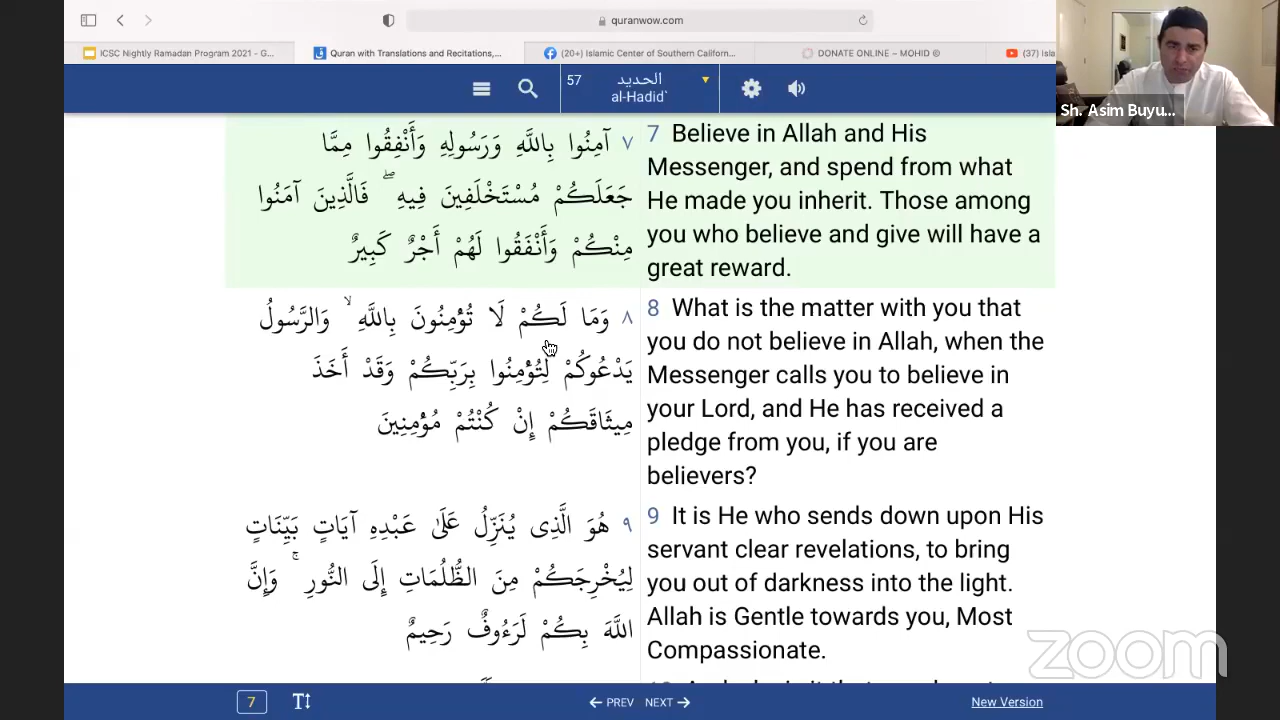 quranwow.com
ICSC Nightly Ramadan Program 2021 - G...
Quran with Translations and Recitations,...
(20+) Islamic Center of Southern Californ...
DONATE ONLINE ~ MOHID ®
(37) Isla
57
الحديد
al-Hadid`
Sh. Asim Buyu...
٧ آمِنُوا بِاللَّهِ وَرَسُولِهِ وَأَنْفِقُوا مِمَّا
جَعَلَكُمْ مُسْتَخْلَفِينَ فِيهِ ۖ فَالَّذِينَ آمَنُوا
مِنْكُمْ وَأَنْفَقُوا لَهُمْ أَجْرٌ كَبِيرٌ
7 Believe in Allah and His
Messenger, and spend from what
He made you inherit. Those among
you who believe and give will have a
great reward.
٨ وَمَا لَكُمْ لَا تُؤْمِنُونَ بِاللَّهِ ۙ وَالرَّسُولُ
يَدْعُوكُمْ لِتُؤْمِنُوا بِرَبِّكُمْ وَقَدْ أَخَذَ
مِيثَاقَكُمْ إِنْ كُنْتُمْ مُؤْمِنِينَ
8 What is the matter with you that
you do not believe in Allah, when the
Messenger calls you to believe in
your Lord, and He has received a
pledge from you, if you are
believers?
٩ هُوَ الَّذِي يُنَزِّلُ عَلَىٰ عَبْدِهِ آيَاتٍ بَيِّنَاتٍ
لِيُخْرِجَكُمْ مِنَ الظُّلُمَاتِ إِلَى النُّورِ ۚ وَإِنَّ
اللَّهَ بِكُمْ لَرَءُوفٌ رَحِيمٌ
9 It is He who sends down upon His
servant clear revelations, to bring
you out of darkness into the light.
Allah is Gentle towards you, Most
Compassionate.
zoom
7
PREV NEXT
New Version